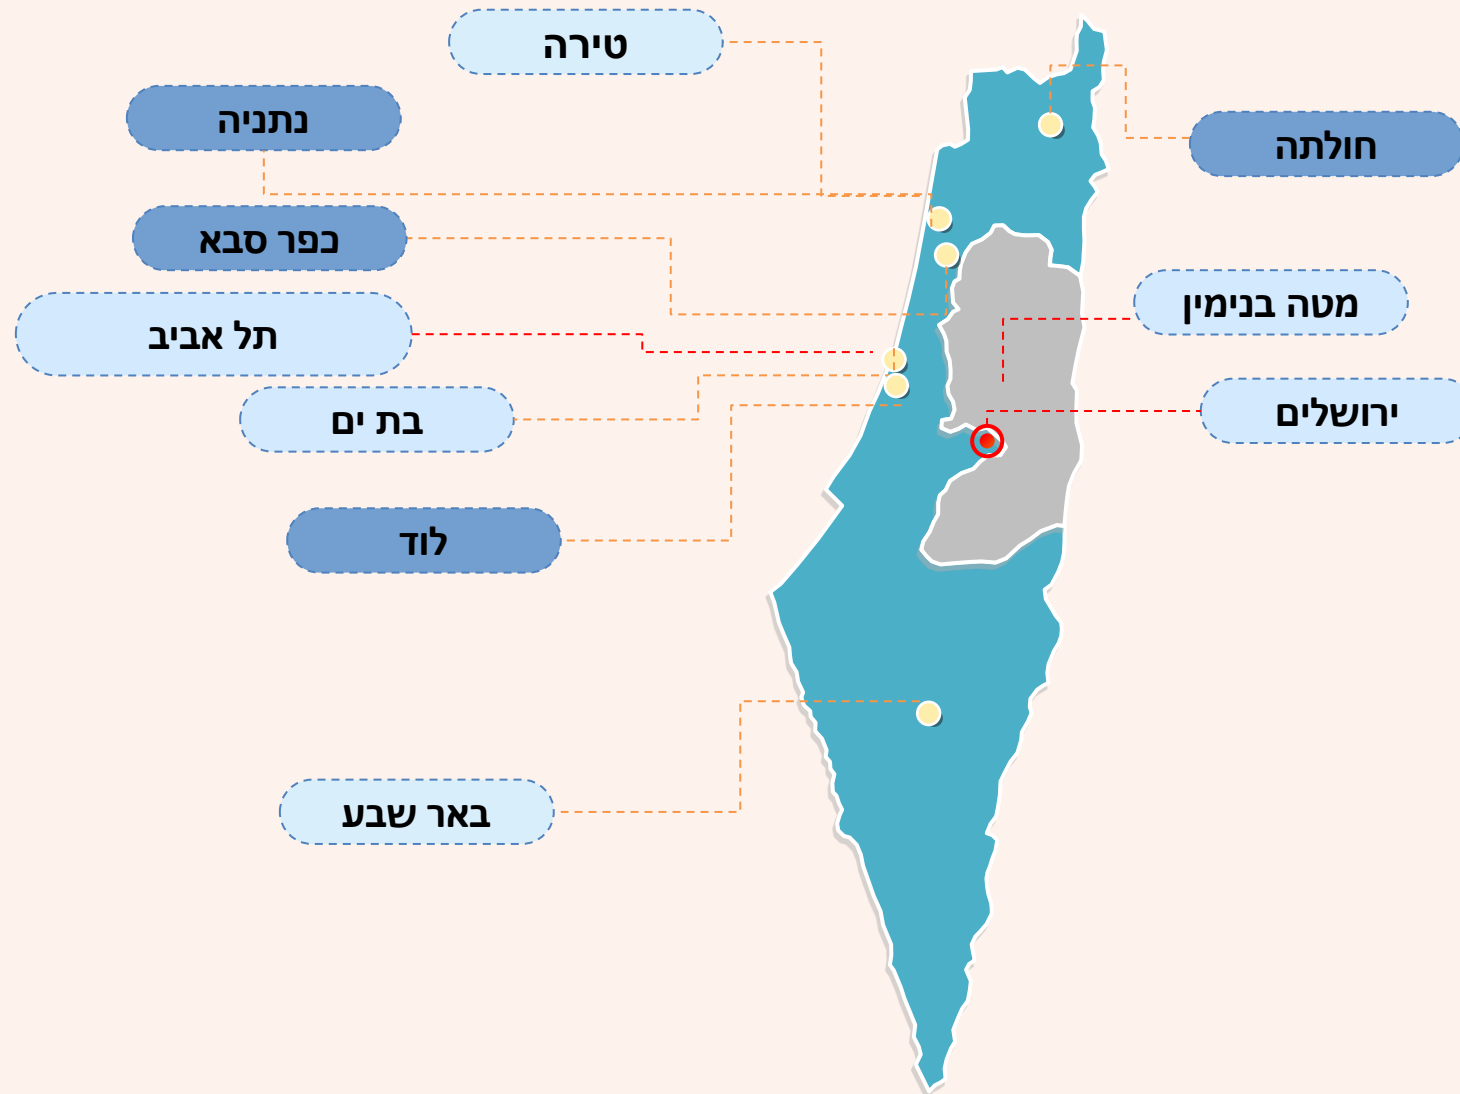 טירה
נתניה
חולתה
כפר סבא
מטה בנימין
תל אביב
ירושלים
בת ים
לוד
באר שבע